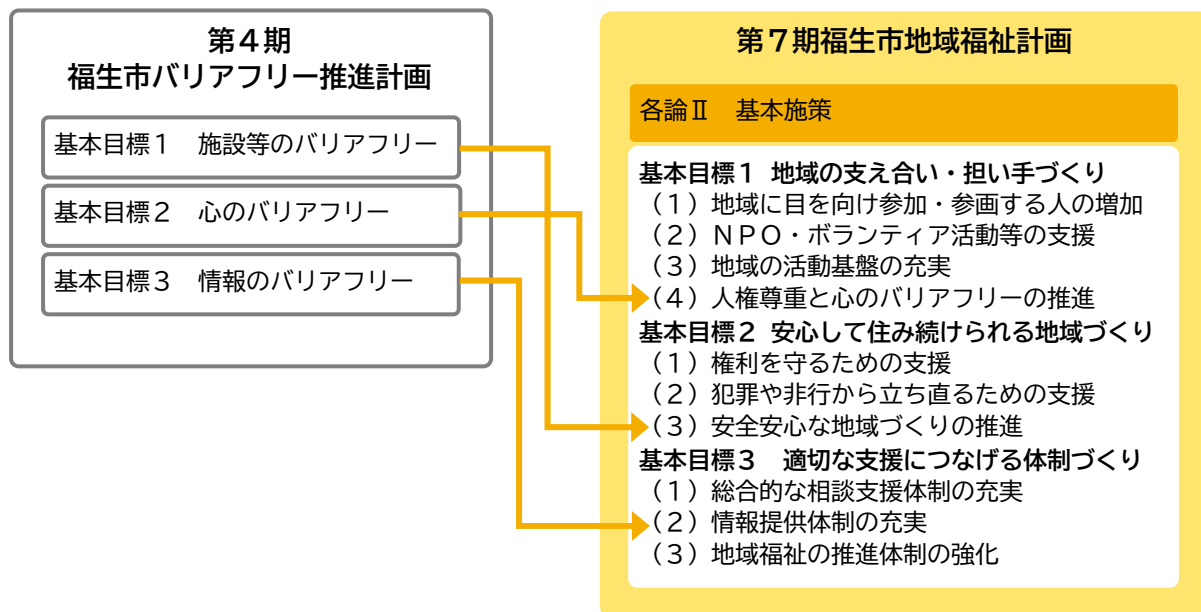 第４期
福生市バリアフリー推進計画
基本目標１　施設等のバリアフリー
基本目標２　心のバリアフリー
基本目標３　情報のバリアフリー
第７期福生市地域福祉計画
各論Ⅱ　基本施策
基本目標１ 地域の支え合い・担い手づくり
（１）地域に目を向け参加・参画する人の増加
（２）ＮＰＯ・ボランティア活動等の支援
（３）地域の活動基盤の充実
（４）人権尊重と心のバリアフリーの推進
基本目標２ 安心して住み続けられる地域づくり
（１）権利を守るための支援
（２）犯罪や非行から立ち直るための支援
（３）安全安心な地域づくりの推進
基本目標３　適切な支援につなげる体制づくり
（１）総合的な相談支援体制の充実
（２）情報提供体制の充実
（３）地域福祉の推進体制の強化